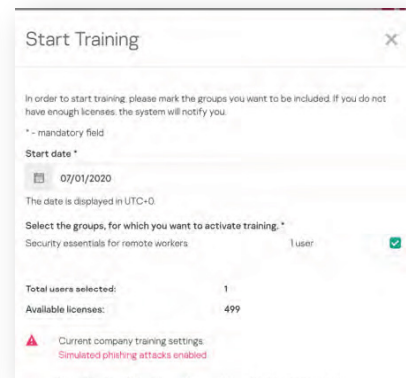 Start Training
In order to start training, please mark the groups you want to be included. If you do not
have enough licenses, the system will notify you.
* - mandatory field
Start date *
07/01/2020
The date is displayed in UTC+0.
Select the groups, for which you want to activate training. *
Security essentials for remote workers 1 user
Total users selected: 1
Available licenses: 499
Current company training settings:
Simulated phishing attacks enabled